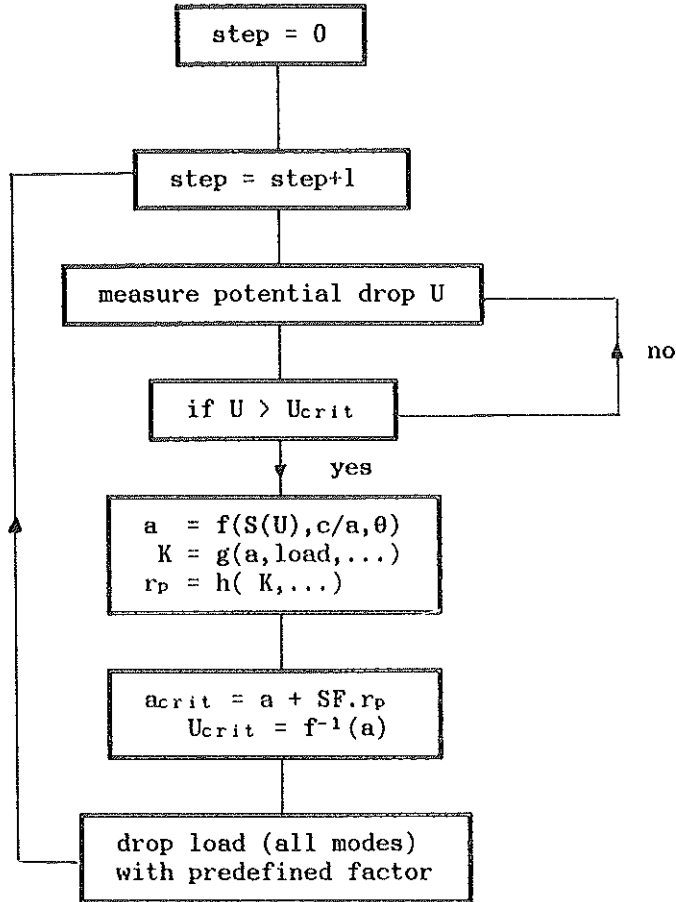 step = 0
step = step+1
measure potential drop U
no
if U > Ucrit
yes
a = f(S(U),c/a,θ)
K = g(a,load,...)
rp = h( K,...)
acrit = a + SF.rp
Ucrit = f-1(a)
drop load (all modes)
with predefined factor